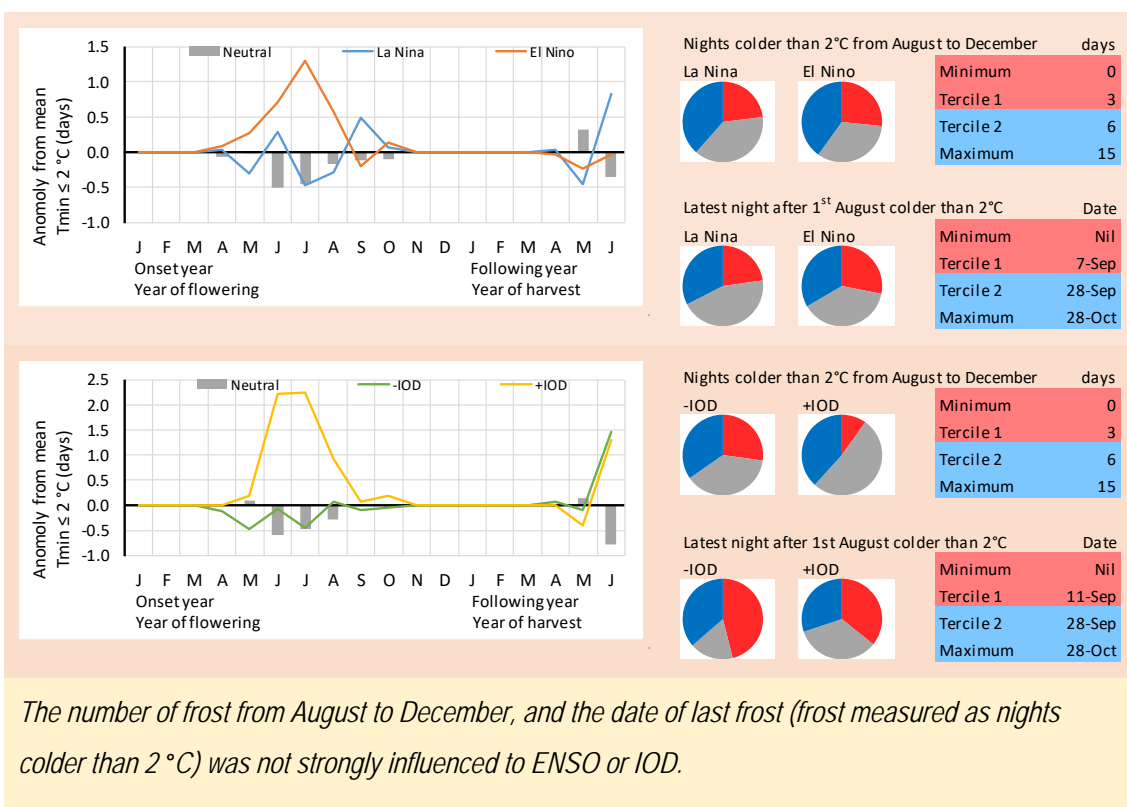 Neutral La Nina El Nino
1.5
1.0
0.5
0.0
-0.5
-1.0
Anomoly from mean
Tmin ≤ 2 °C (days)
J F M A M J J A S O N D J F M A M J
Onset year Following year
Year of flowering Year of harvest
Nights colder than 2°C from August to December days
La Nina El Nino
Minimum 0
Tercile 1 3
Tercile 2 6
Maximum 15
Latest night after 1st August colder than 2°C Date
La Nina El Nino
Minimum Nil
Tercile 1 7-Sep
Tercile 2 28-Sep
Maximum 28-Oct
Neutral -IOD +IOD
2.5
2.0
1.5
1.0
0.5
0.0
-0.5
-1.0
Anomoly from mean
Tmin ≤ 2 °C (days)
J F M A M J J A S O N D J F M A M J
Onset year Following year
Year of flowering Year of harvest
Nights colder than 2°C from August to December days
-IOD +IOD
Minimum 0
Tercile 1 3
Tercile 2 6
Maximum 15
Latest night after 1st August colder than 2°C Date
-IOD +IOD
Minimum Nil
Tercile 1 11-Sep
Tercile 2 28-Sep
Maximum 28-Oct
The number of frost from August to December, and the date of last frost (frost measured as nights
colder than 2 °C) was not strongly influenced to ENSO or IOD.